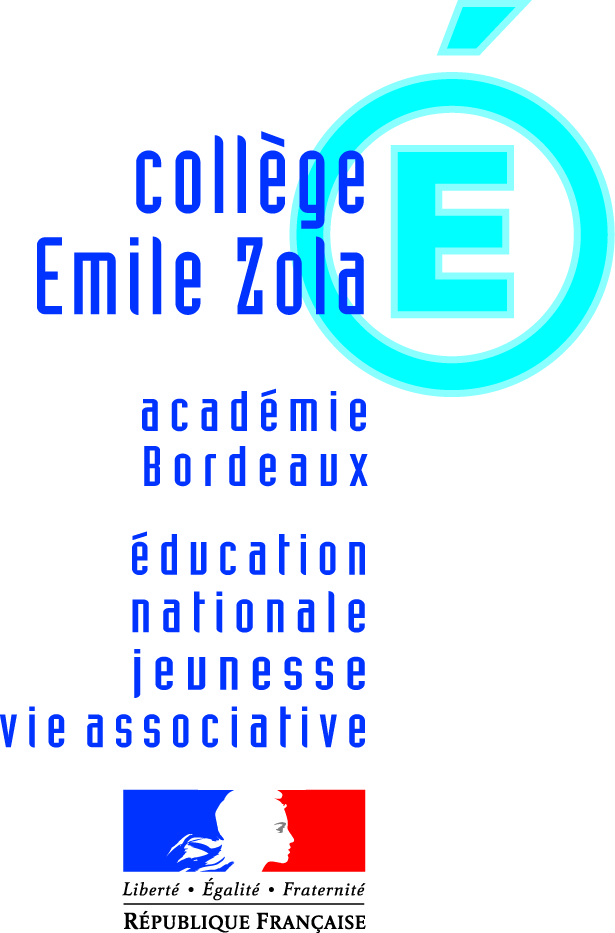 É
collège
Emile Zola
académie
Bordeaux
éducation
nationale
jeunesse
vie associative
Liberté • Égalité • Fraternité
RÉPUBLIQUE FRANÇAISE